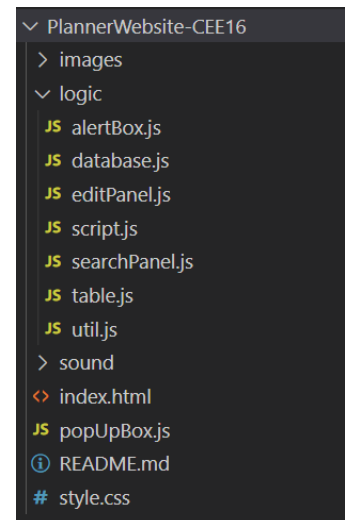 PlannerWebsite-CEE16
images
logic
JS alertBox.js
JS database.js
JS editPanel.js
JS script.js
JS searchPanel.js
JS table.js
JS util.js
sound
<> index.html
JS popUpBox.js
README.md
# style.css